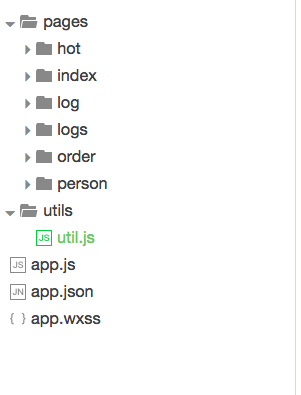 pages
hot
index
log
logs
order
person
utils
JS util.js
JS app.js
JN app.json
{ } app.wxss